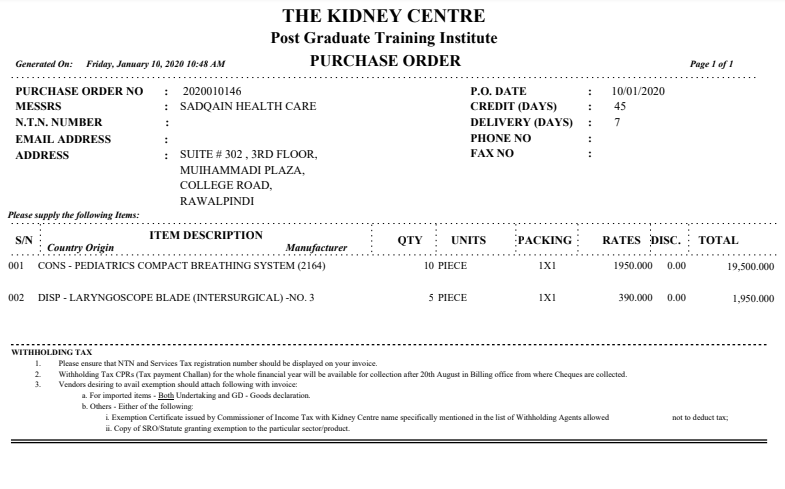 THE KIDNEY CENTRE
Post Graduate Training Institute
Generated On: Friday, January 10, 2020 10:48 AM PURCHASE ORDER Page 1 of 1
PURCHASE ORDER NO : 2020010146 P.O. DATE : 10/01/2020
MESSRS : SADQAIN HEALTH CARE CREDIT (DAYS) : 45
N.T.N. NUMBER : DELIVERY (DAYS) : 7
EMAIL ADDRESS : PHONE NO :
ADDRESS : SUITE # 302 , 3RD FLOOR, FAX NO :
MUIHAMMADI PLAZA,
COLLEGE ROAD,
RAWALPINDI
Please supply the following Items:
S/N ITEM DESCRIPTION QTY UNITS PACKING RATES DISC. TOTAL
Country Origin Manufacturer
001 CONS - PEDIATRICS COMPACT BREATHING SYSTEM (2164) 10 PIECE 1X1 1950.000 0.00 19,500.000
002 DISP - LARYNGOSCOPE BLADE (INTERSURGICAL) -NO. 3 5 PIECE 1X1 390.000 0.00 1,950.000
WITHHOLDING TAX
1. Please ensure that NTN and Services Tax registration number should be displayed on your invoice.
2. Withholding Tax CPRs (Tax payment Challan) for the whole financial year will be available for collection after 20th August in Billing office from where Cheques are collected.
3. Vendors desiring to avail exemption should attach following with invoice:
a. For imported items - Both Undertaking and GD - Goods declaration.
b. Others - Either of the following:
i. Exemption Certificate issued by Commissioner of Income Tax with Kidney Centre name specifically mentioned in the list of Withholding Agents allowed not to deduct tax;
ii. Copy of SRO/Statute granting exemption to the particular sector/product.